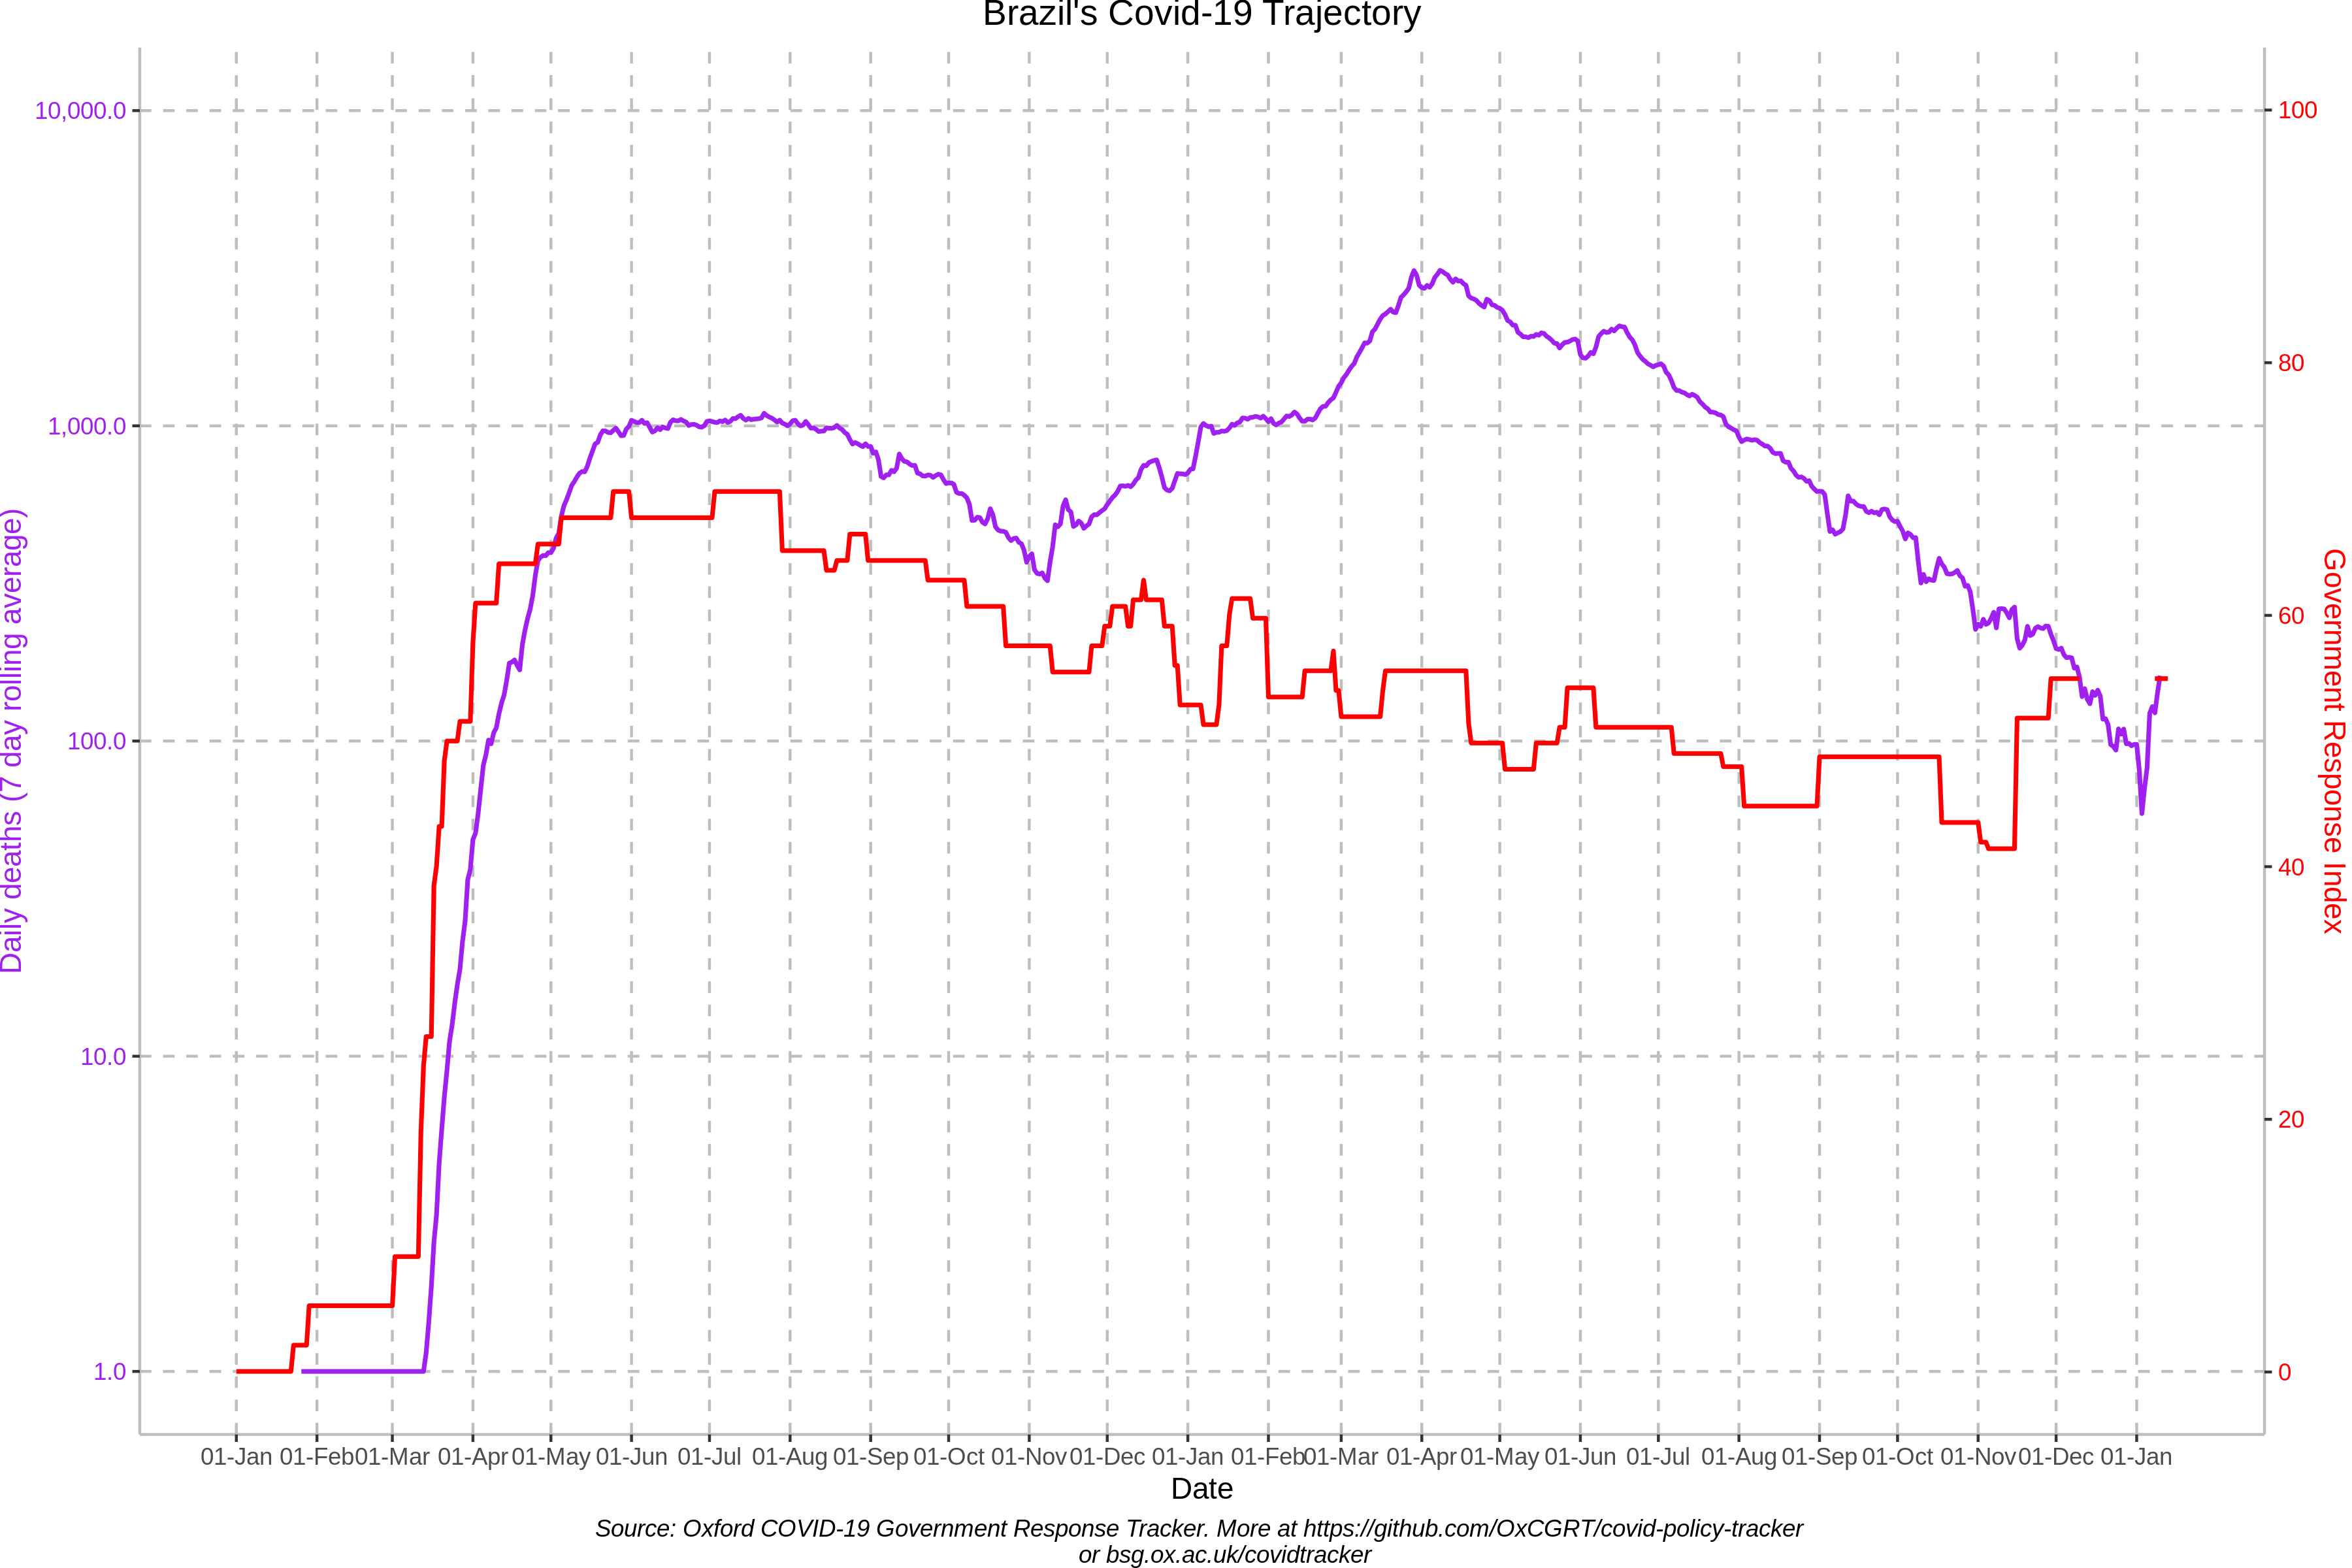 Brazil's Covid-19 Trajectory
Daily deaths (7 day rolling average)
10,000.0
1,000.0
100.0
10.0
1.0
100
80
60
40
20
0
Government Response Index
01-Jan 01-Feb 01-Mar 01-Apr 01-May 01-Jun 01-Jul 01-Aug 01-Sep 01-Oct 01-Nov 01-Dec 01-Jan 01-Feb 01-Mar 01-Apr 01-May 01-Jun 01-Jul 01-Aug 01-Sep 01-Oct 01-Nov 01-Dec 01-Jan
Date
Source: Oxford COVID-19 Government Response Tracker. More at https://github.com/OxCGRT/covid-policy-tracker
or bsg.ox.ac.uk/covidtracker